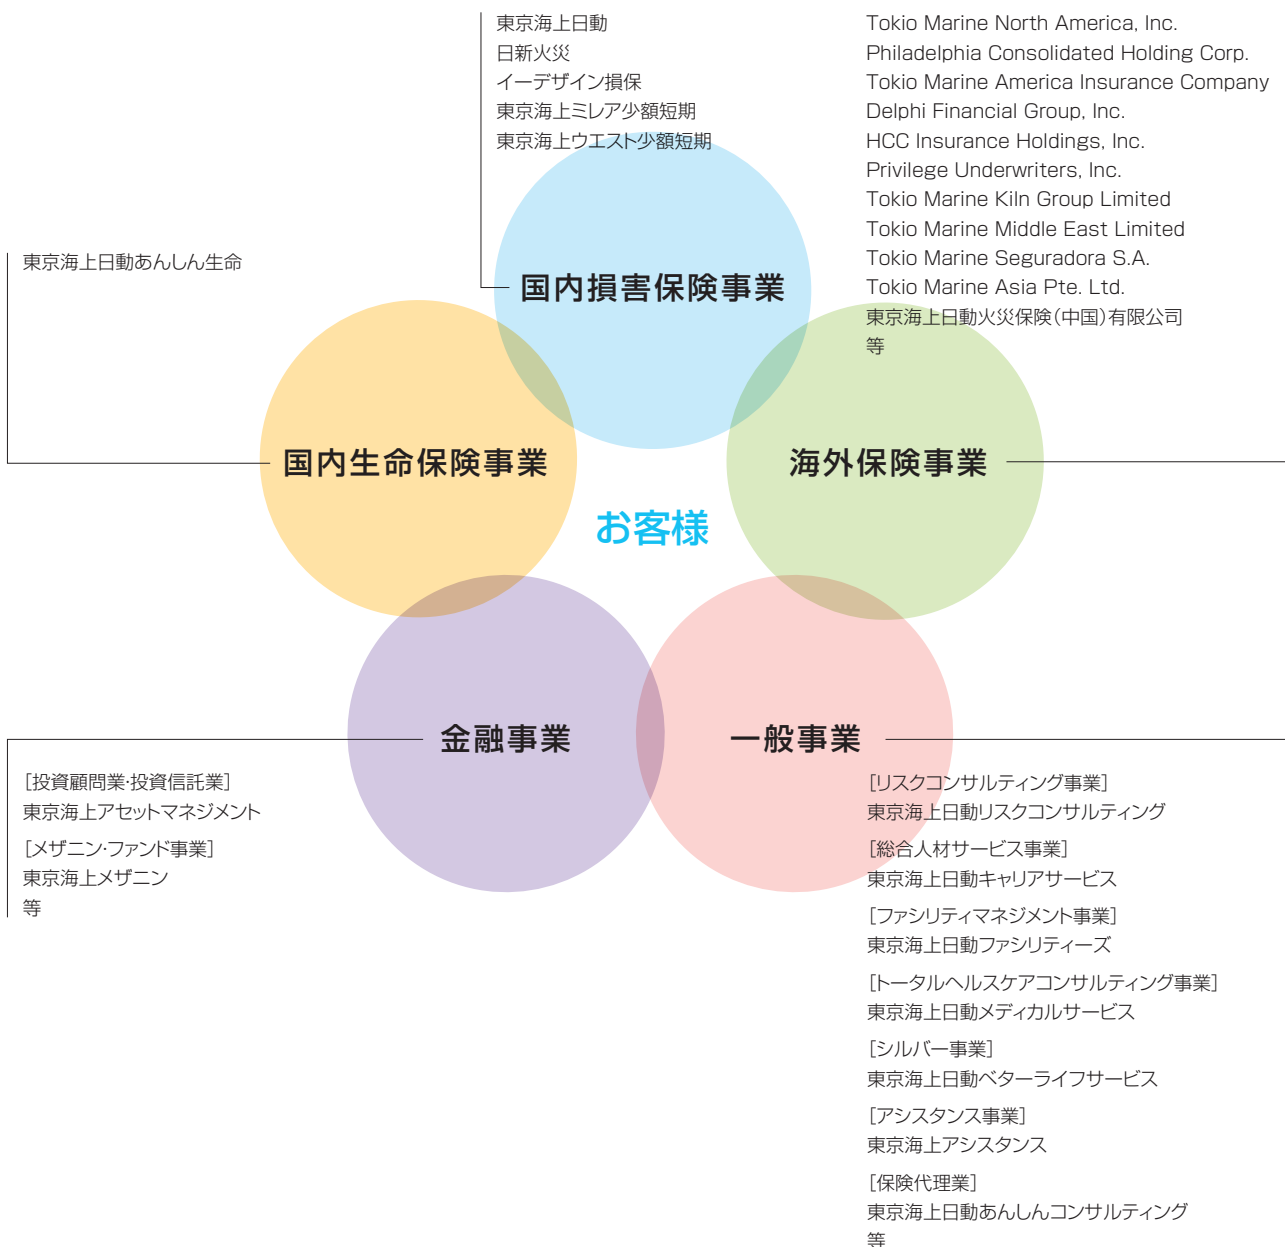 東京海上日動
日新火災
イーデザイン損保
東京海上ミレア少額短期
東京海上ウエスト少額短期
Tokio Marine North America, Inc.
Philadelphia Consolidated Holding Corp.
Tokio Marine America Insurance Company
Delphi Financial Group, Inc.
HCC Insurance Holdings, Inc.
Privilege Underwriters, Inc.
Tokio Marine Kiln Group Limited
Tokio Marine Middle East Limited
Tokio Marine Seguradora S.A.
Tokio Marine Asia Pte. Ltd.
東京海上日動火災保険(中国)有限公司
等
東京海上日動あんしん生命
国内損害保険事業
国内生命保険事業
海外保険事業
お客様
金融事業
一般事業
[投資顧問業・投資信託業]
東京海上アセットマネジメント
[メザニン・ファンド事業]
東京海上メザニン
等
[リスクコンサルティング事業]
東京海上日動リスクコンサルティング
[総合人材サービス事業]
東京海上日動キャリアサービス
[ファシリティマネジメント事業]
東京海上日動ファシリティーズ
[トータルヘルスケアコンサルティング事業]
東京海上日動メディカルサービス
[シルバー事業]
東京海上日動ベターライフサービス
[アシスタンス事業]
東京海上アシスタンス
[保険代理業]
東京海上日動あんしんコンサルティング
等